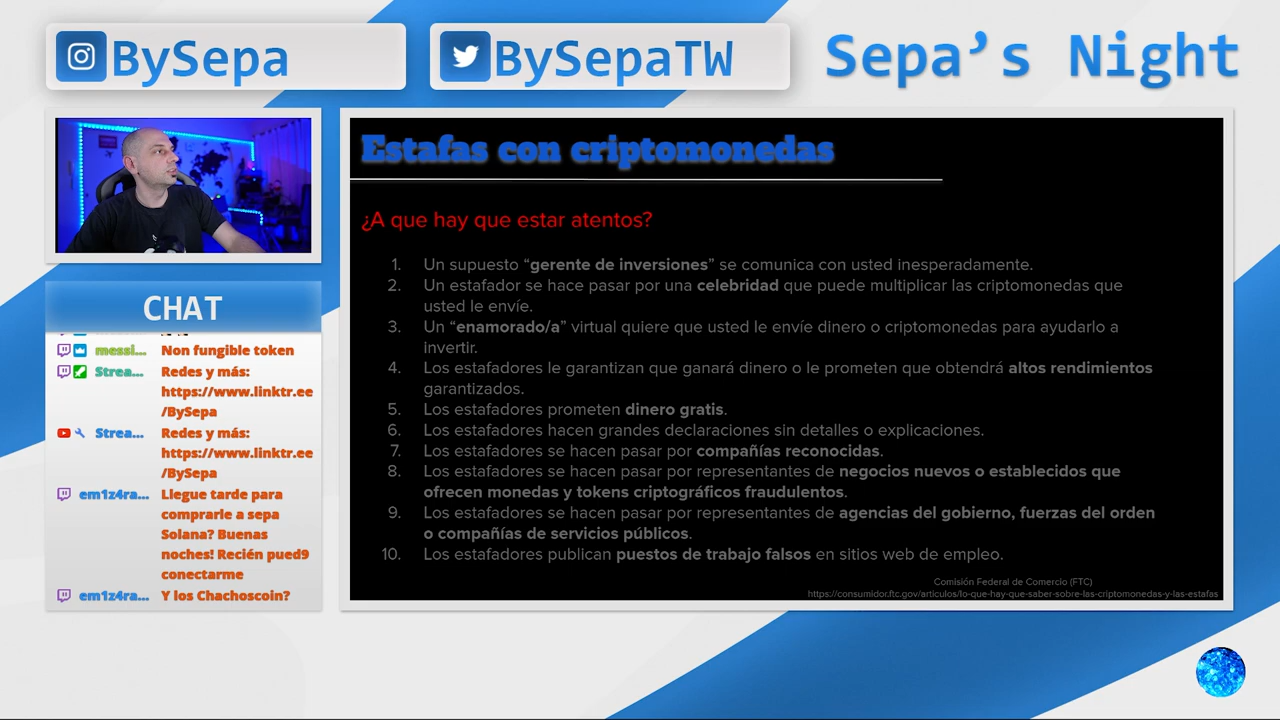 BySepa
BySepaTW
Sepa’s Night
Estafas con criptomonedas
¿A que hay que estar atentos?
1. Un supuesto “gerente de inversiones” se comunica con usted inesperadamente.
2. Un estafador se hace pasar por una celebridad que puede multiplicar las criptomonedas que
usted le envíe.
3. Un “enamorado/a” virtual quiere que usted le envíe dinero o criptomonedas para ayudarlo a
invertir.
4. Los estafadores le garantizan que ganará dinero o le prometen que obtendrá altos rendimientos
garantizados.
5. Los estafadores prometen dinero gratis.
6. Los estafadores hacen grandes declaraciones sin detalles o explicaciones.
7. Los estafadores se hacen pasar por compañías reconocidas.
8. Los estafadores se hacen pasar por representantes de negocios nuevos o establecidos que
ofrecen monedas y tokens criptográficos fraudulentos.
9. Los estafadores se hacen pasar por representantes de agencias del gobierno, fuerzas del orden
o compañías de servicios públicos.
10. Los estafadores publican puestos de trabajo falsos en sitios web de empleo.
Comisión Federal de Comercio (FTC)
https://consumidor.ftc.gov/articulos/lo-que-hay-que-saber-sobre-las-criptomonedas-y-las-estafas
CHAT
messi... Non fungible token
Strea... Redes y más:
https://www.linktr.ee
/BySepa
Strea... Redes y más:
https://www.linktr.ee
/BySepa
em1z4ra... Llegue tarde para
comprarle a sepa
Solana? Buenas
noches! Recién pued9
conectarme
em1z4ra... Y los Chachoscoin?